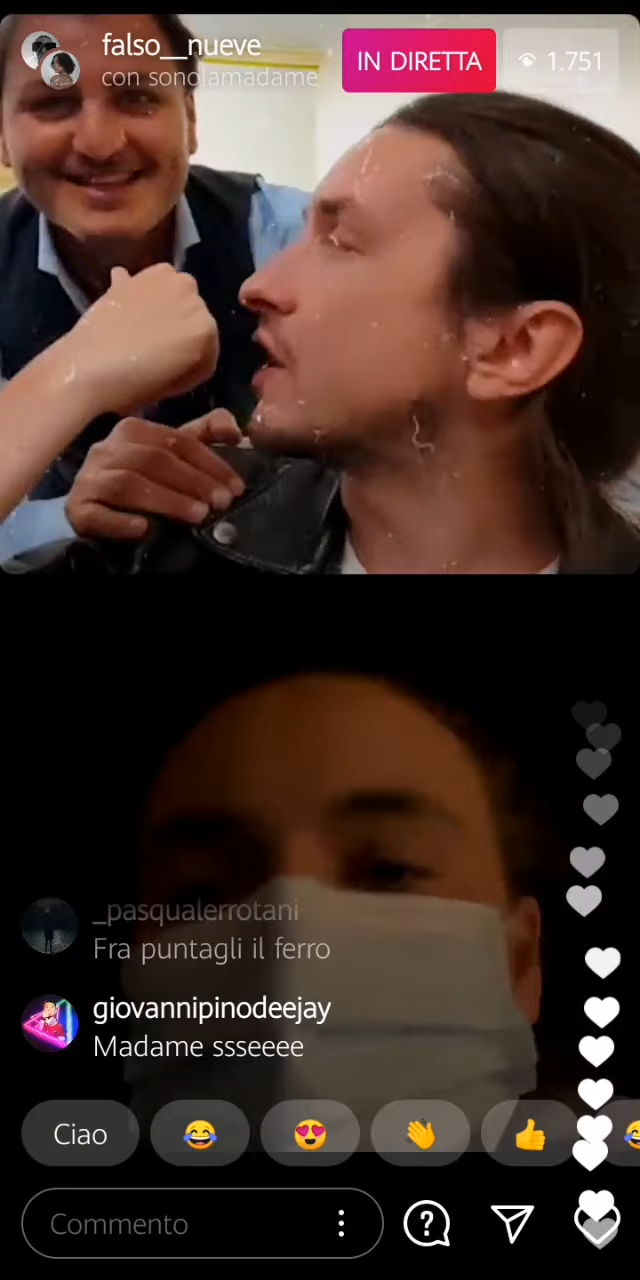 falso__nueve
con sonolamadame
IN DIRETTA
1.751
_pasqualerrotani
Fra puntagli il ferro
giovannipinodeejay
Madame ssseeee
Ciao
Commento